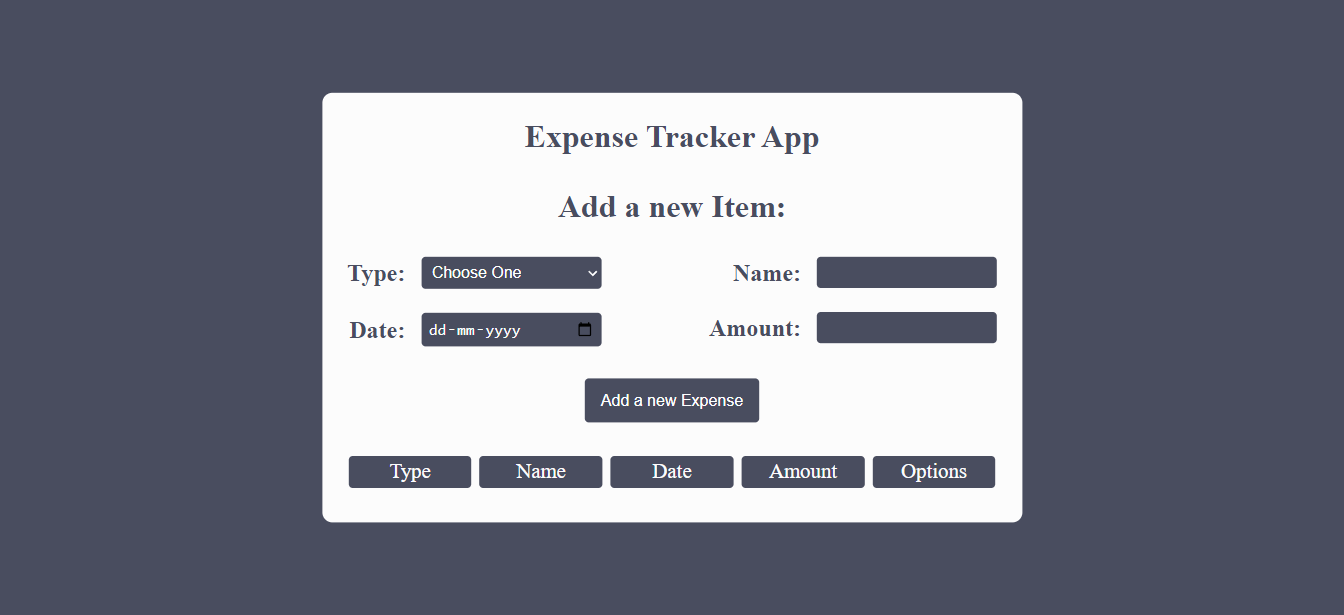 Expense Tracker App
Add a new Item:
Type: Choose One Name:
Date: dd-mm-yyyy Amount:
Add a new Expense
Type Name Date Amount Options